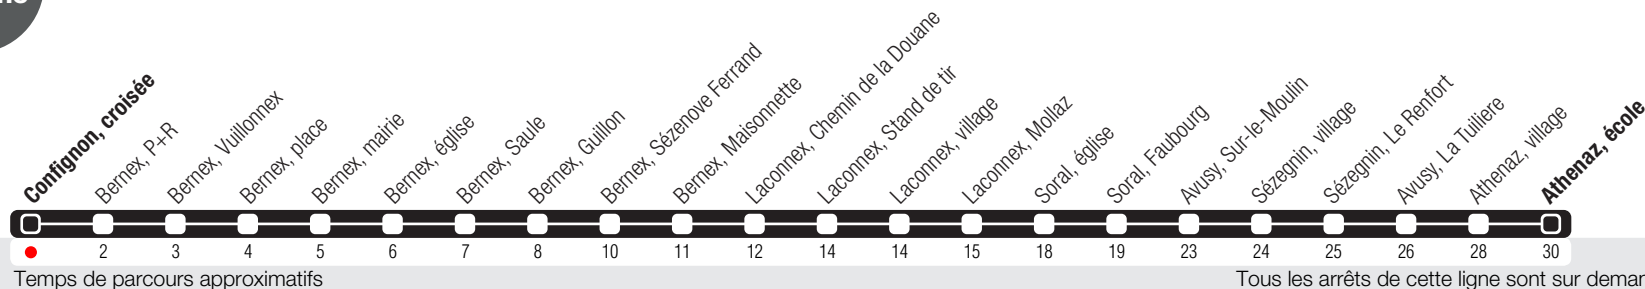 Confignon, croisée
Bernex, P+R
Bernex, Vuillonnex
Bernex, place
Bernex, mairie
Bernex, église
Bernex, Saule
Bernex, Guillon
Bernex, Sézenove Ferrand
Bernex, Maisonnette
Laconnex, Chemin de la Douane
Laconnex, Stand de tir
Laconnex, village
Laconnex, Mollaz
Soral, église
Soral, Faubourg
Avusy, Sur-le-Moulin
Sézegnin, village
Sézegnin, Le Renfort
Avusy, La Tuiliere
Athenaz, village
Athenaz, école
2 3 4 5 6 7 8 10 11 12 14 14 15 18 19 23 24 25 26 28 30
Temps de parcours approximatifs
Tous les arrêts de cette ligne sont sur